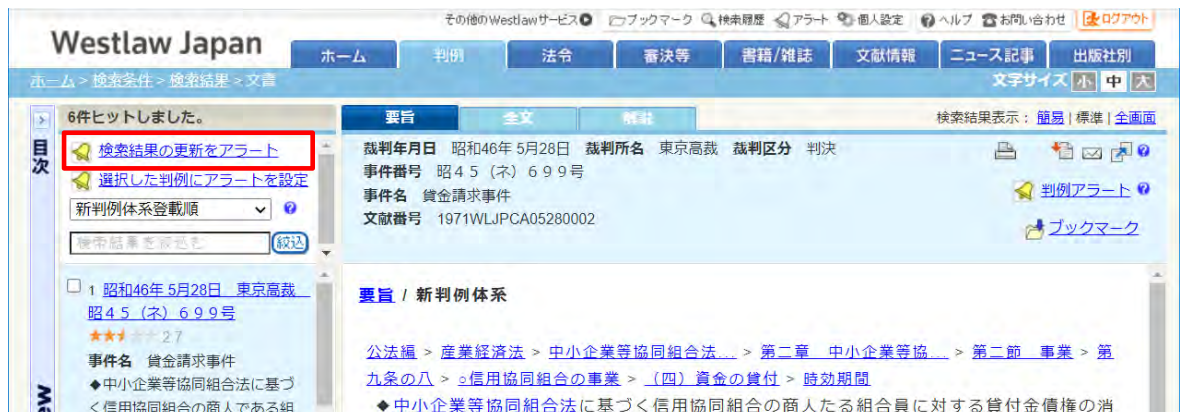 その他のWestlawサービス ブックマーク 検索履歴 アラート 個人設定 ヘルプ お問い合わせ ログアウト
Westlaw Japan
ホーム 判例 法令 審決等 書籍/雑誌 文献情報 ニュース記事 出版社別
ホーム > 検索条件 > 検索結果 > 文書
文字サイズ 小 中 大
目次
6件ヒットしました。
検索結果の更新をアラート
選択した判例にアラートを設定
新判例体系登載順
検索結果を絞込む 絞込
1 昭和46年 5月28日 東京高裁
昭45(ネ)699号
2.7
事件名 貸金請求事件
◆中小企業等協同組合法に基づ
く信用協同組合の商人である組
要旨 全文 解説
検索結果表示: 簡易 | 標準 | 全画面
裁判年月日 昭和46年 5月28日 裁判所名 東京高裁 裁判区分 判決
事件番号 昭45(ネ)699号
事件名 貸金請求事件
文献番号 1971WLJPCA05280002
判例アラート
ブックマーク
要旨 / 新判例体系
公法編 > 産業経済法 > 中小企業等協同組合法... > 第二章 中小企業等協... > 第二節 事業 > 第
九条の八 > ○信用協同組合の事業 > (四)資金の貸付 > 時効期間
◆中小企業等協同組合法に基づく信用協同組合の商人たる組合員に対する貸付金債権の消